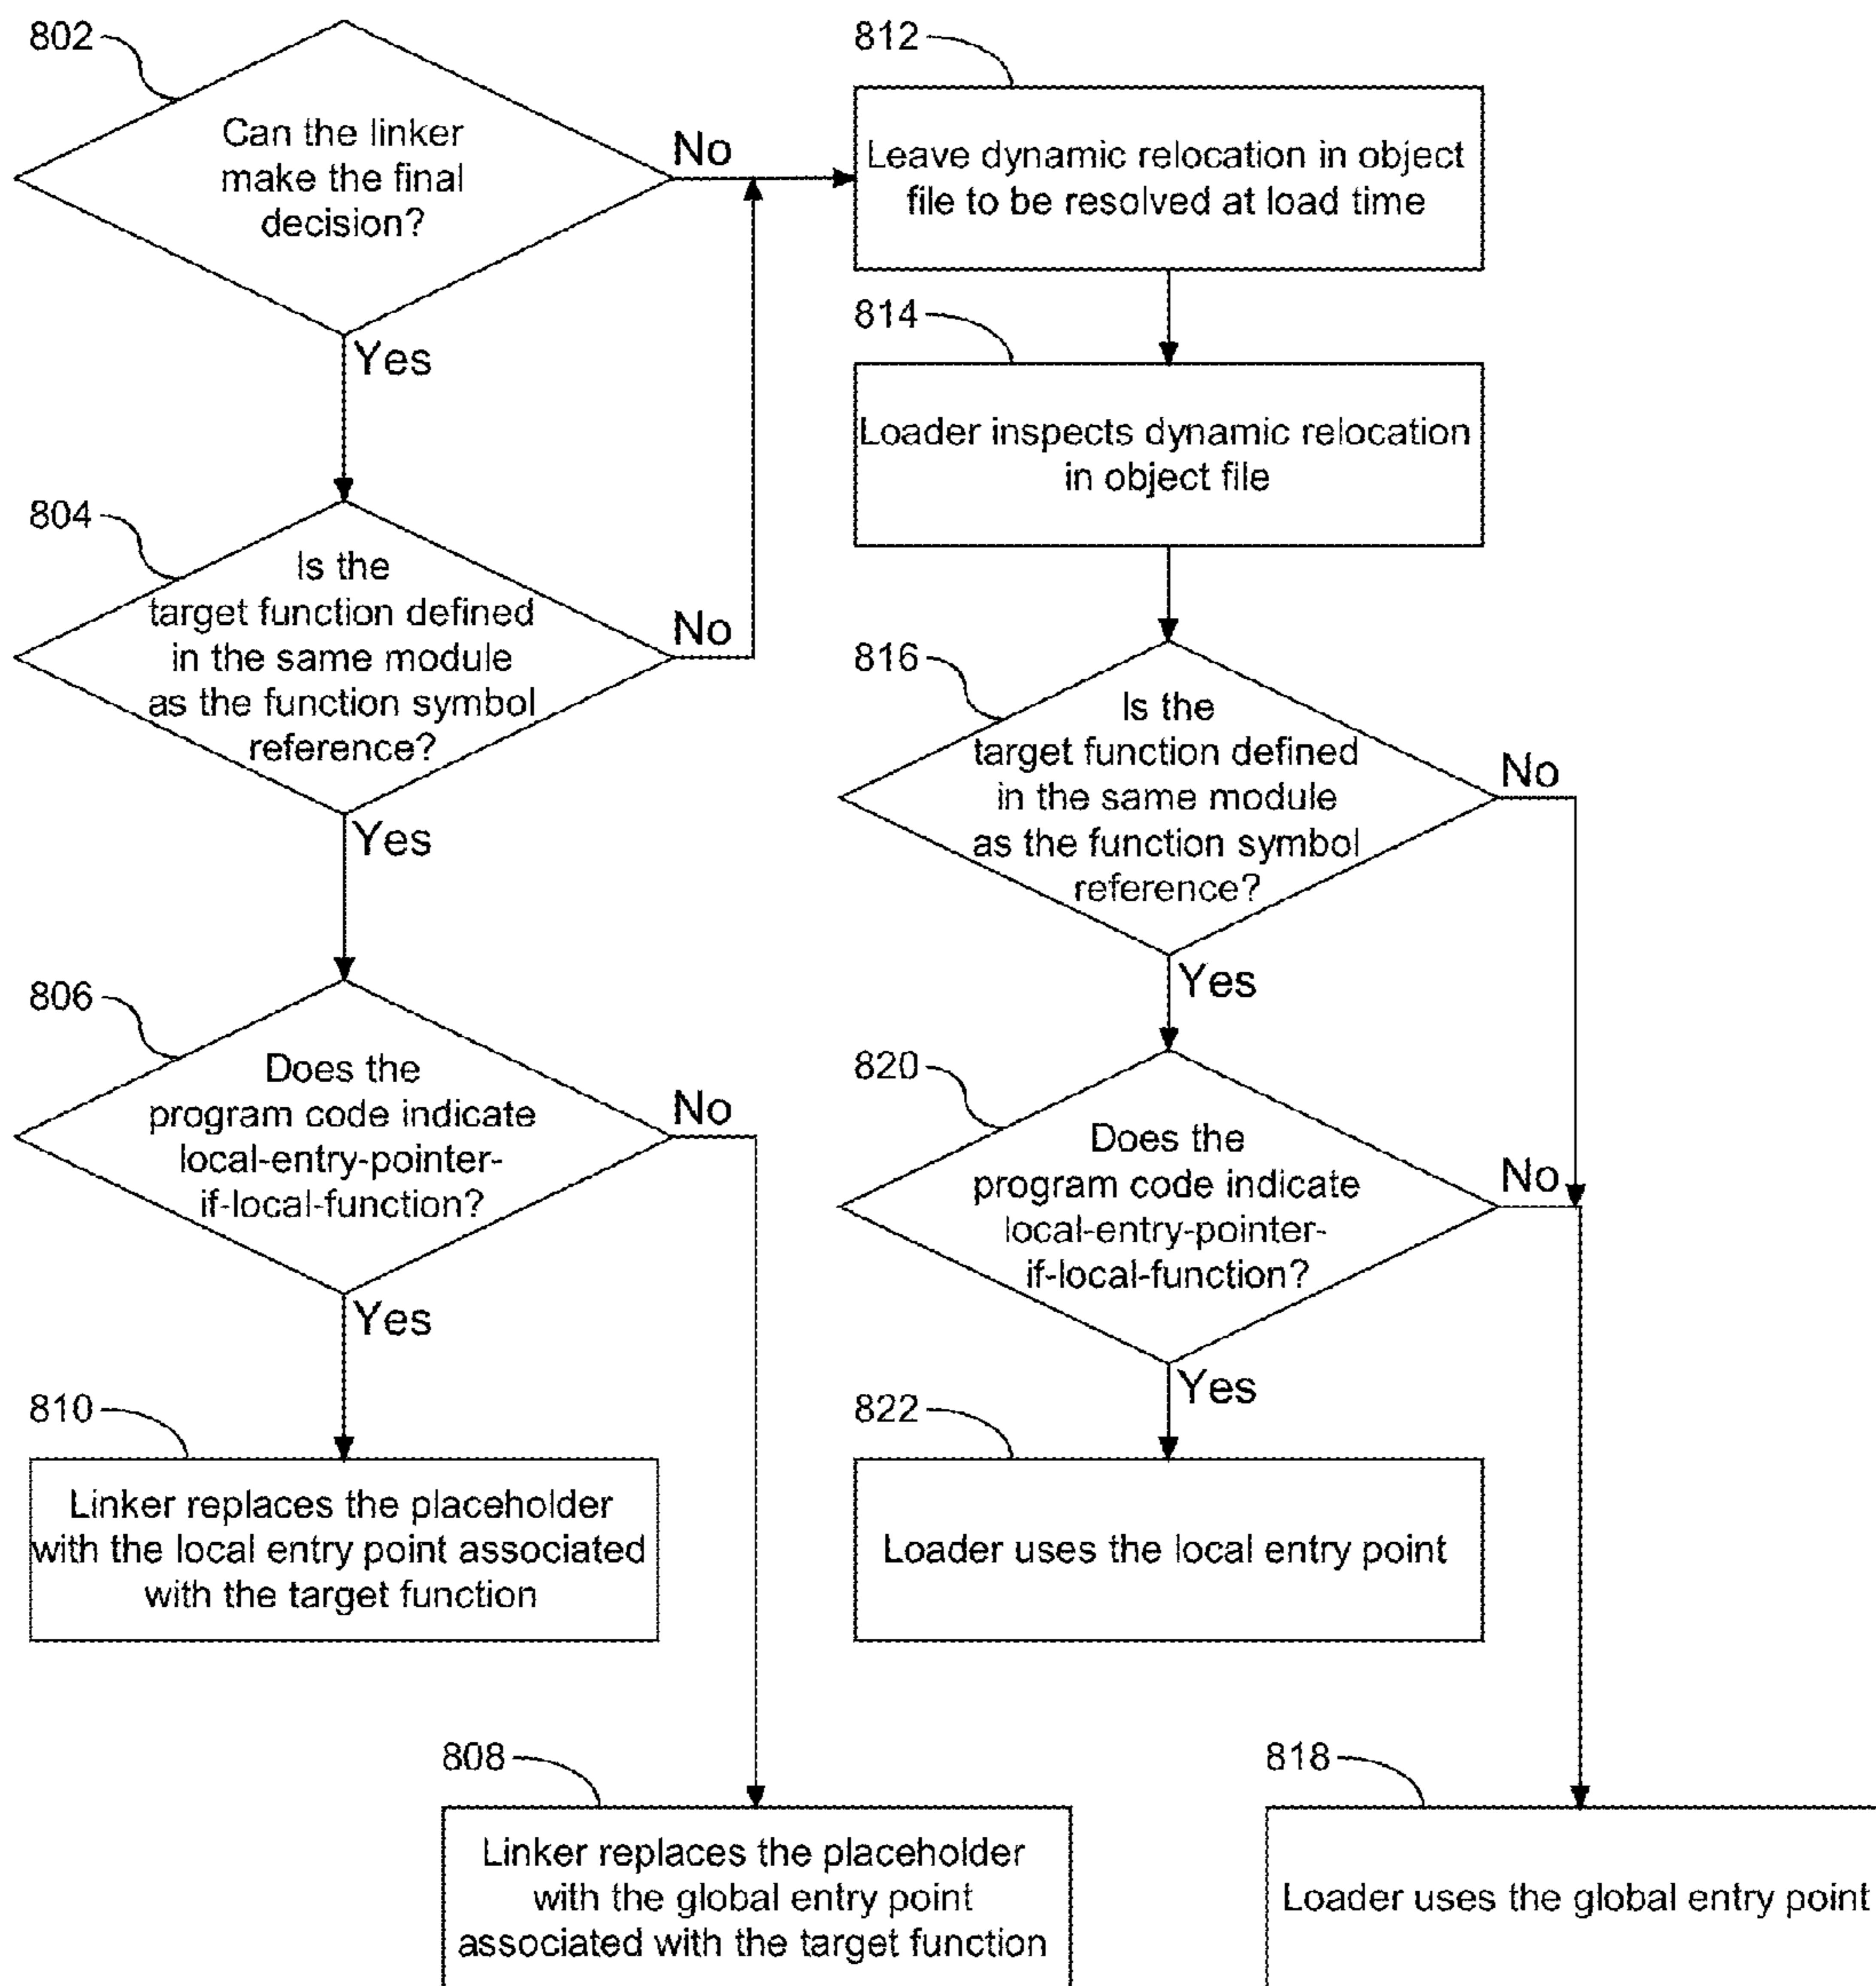 802
Can the linker
make the final
decision?
No
Yes
804
Is the
target function defined
in the same module
as the function symbol
reference?
No
Yes
806
Does the
program code indicate
local-entry-pointer-
if-local-function?
No
Yes
810
Linker replaces the placeholder
with the local entry point associated
with the target function
808
Linker replaces the placeholder
with the global entry point
associated with the target function
812
Leave dynamic relocation in object
file to be resolved at load time
814
Loader inspects dynamic relocation
in object file
816
Is the
target function defined
in the same module
as the function symbol
reference?
No
Yes
820
Does the
program code indicate
local-entry-pointer-
if-local-function?
No
Yes
822
Loader uses the local entry point
818
Loader uses the global entry point